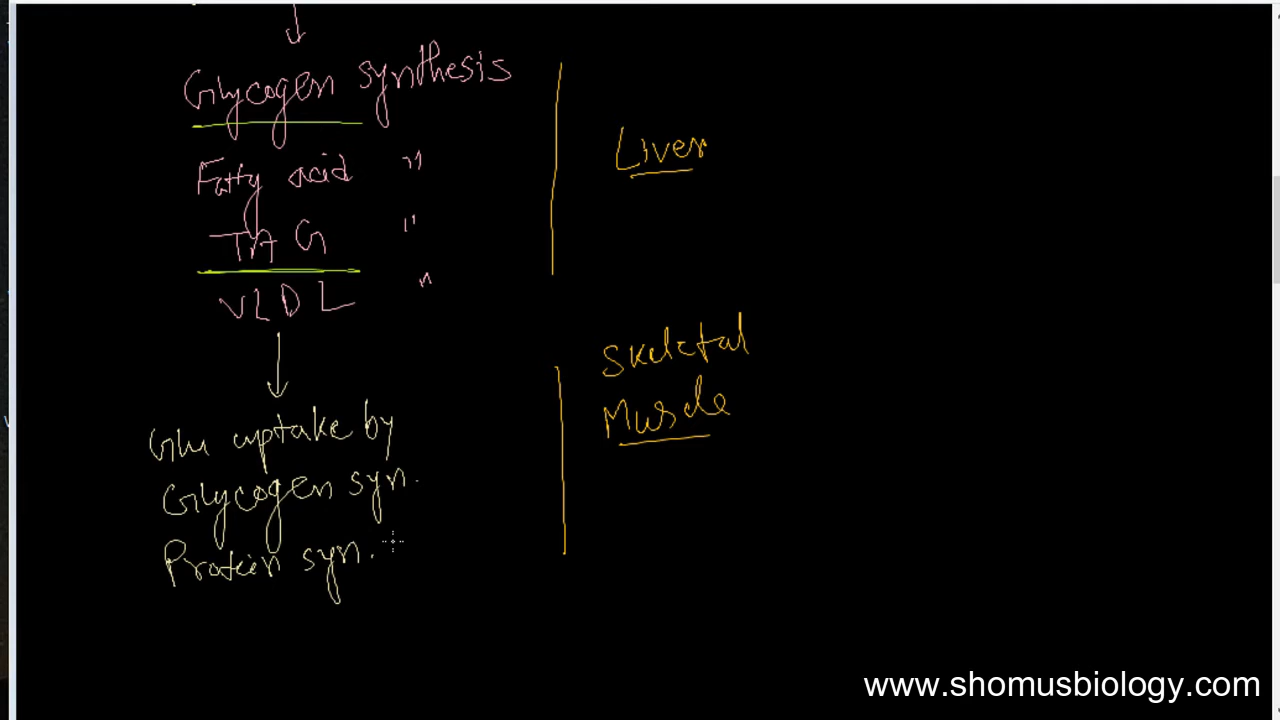 Glycogen synthesis
Fatty acid "
TAG "
VLDL "
Liver
Skeletal
Muscle
Glu uptake by
Glycogen syn.
Protein syn.
www.shomusbiology.com